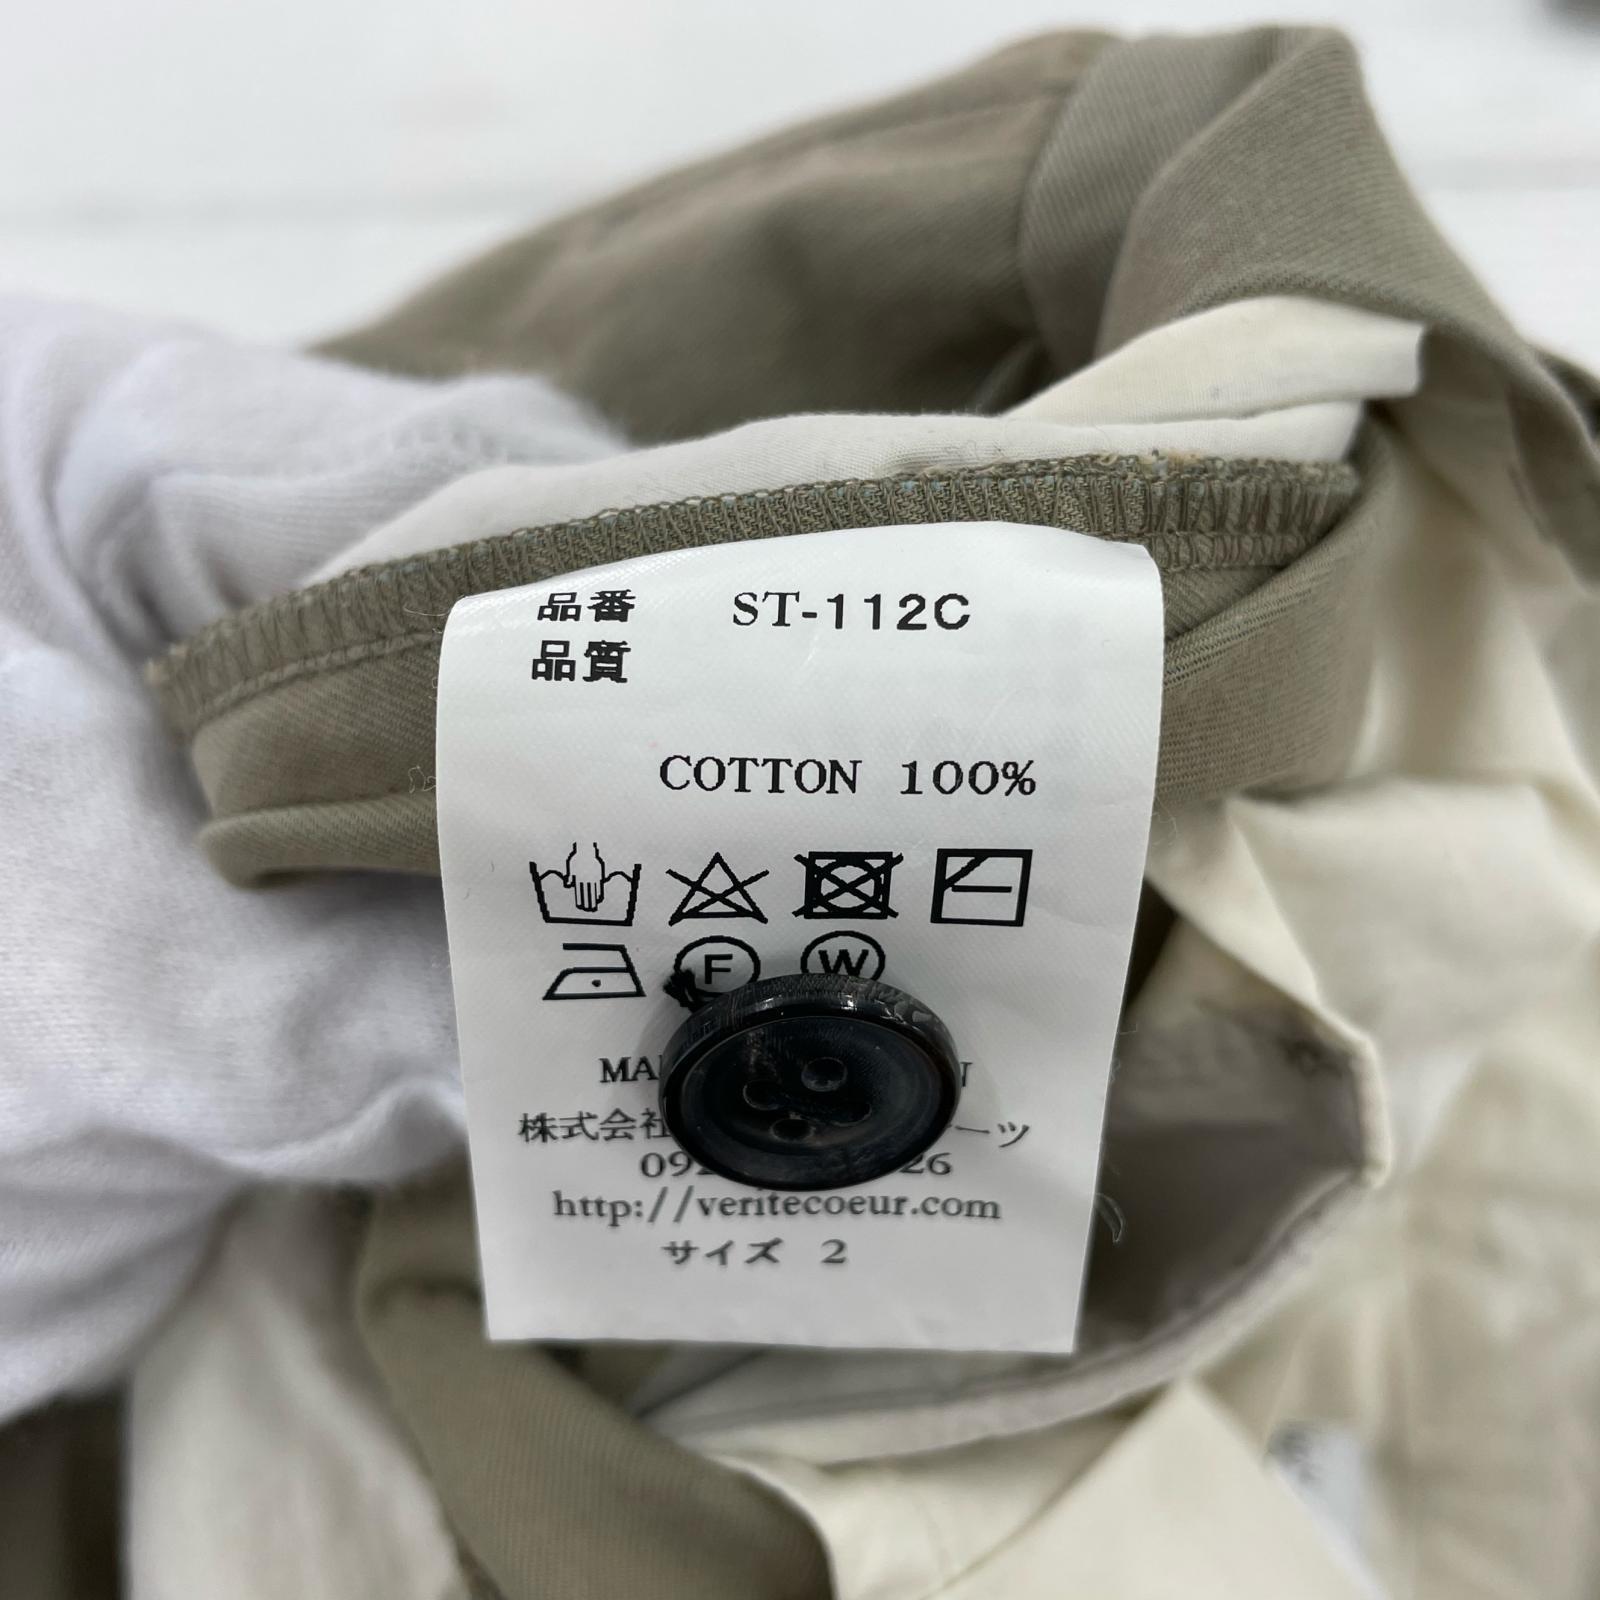 品番 ST-112C
品質
COTTON 100%
F W
株式会社
http://veritecoeur.com
サイズ 2